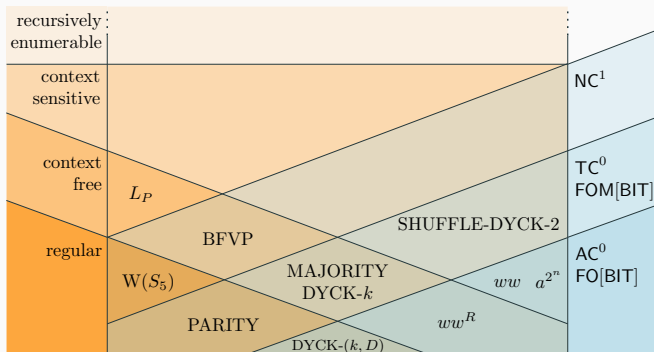 recursively
enumerable
context
sensitive
NC¹
context
free
L_P
TC⁰
FOM[BIT]
SHUFFLE-DYCK-2
BFVP
regular
AC⁰
FO[BIT]
W(S₅)
MAJORITY
DYCK-k
ww a^{2^n}
PARITY
ww^R
DYCK-(k, D)